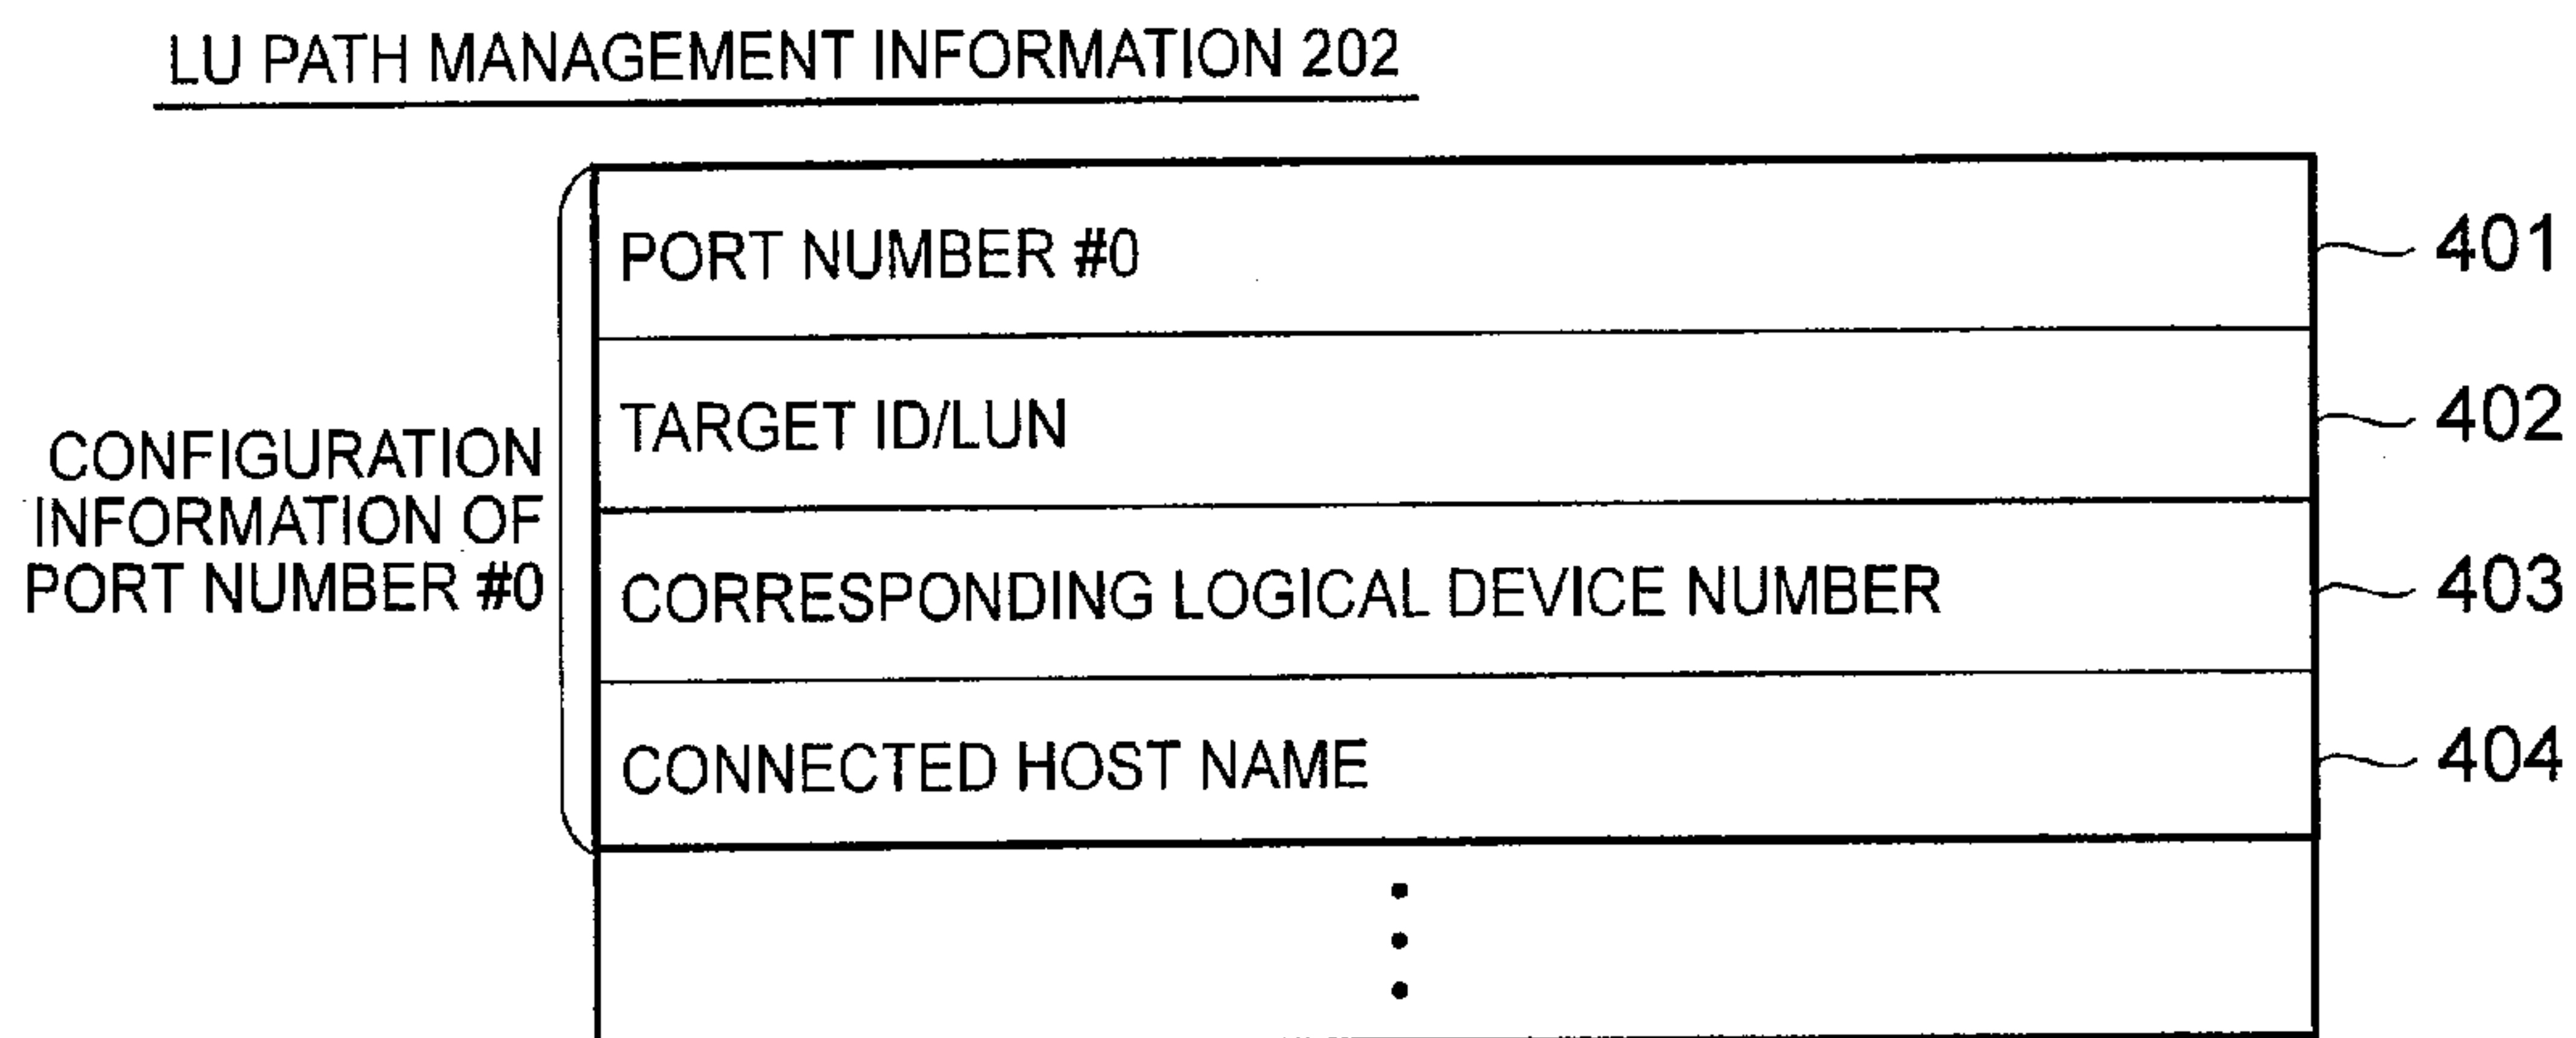 LU PATH MANAGEMENT INFORMATION 202
PORT NUMBER #0
401
TARGET ID/LUN
402
CONFIGURATION
INFORMATION OF
PORT NUMBER #0
CORRESPONDING LOGICAL DEVICE NUMBER
403
CONNECTED HOST NAME
404